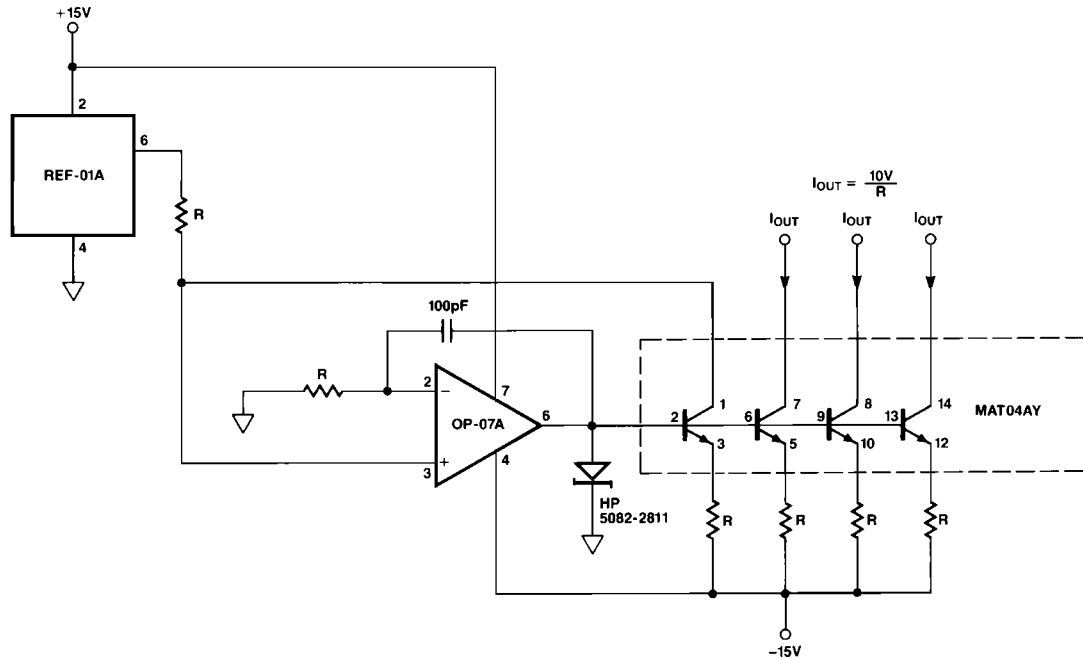 +15V
2
6
REF-01A
R
4
I_OUT = 10V/R
I_OUT
I_OUT
I_OUT
100pF
R
2
−
7
OP-07A
6
+
3
4
HP
5082-2811
2
1
3
6
7
5
9
8
10
13
14
12
MAT04AY
R
R
R
R
−15V